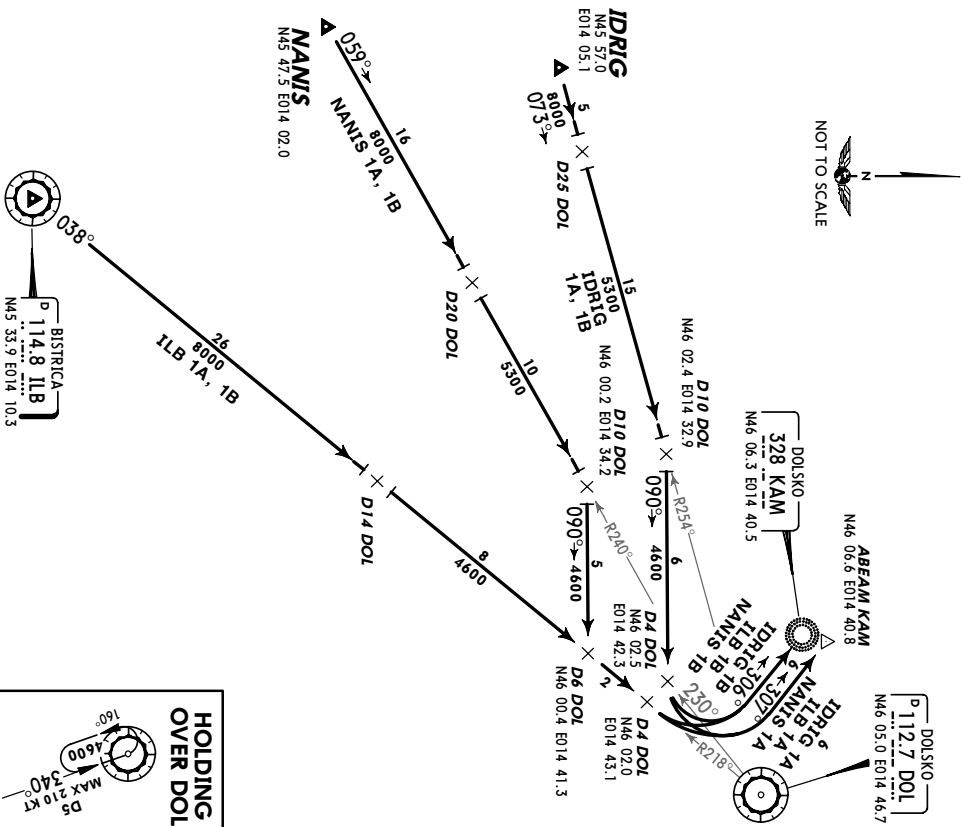 IDRIG
N45 57.0
E014 05.1
5
8000
073°
D25 DOL
15
5300
IDRIG
1A, 1B
D10 DOL
N46 02.4 E014 32.9
090°
6
4600
R254°
NANIS
N45 47.5 E014 02.0
059°
16
8000
NANIS 1A, 1B
D20 DOL
10
5300
D10 DOL
N46 00.2 E014 34.2
090°
5
4600
R240°
BISTRICA
D 114.8 ILB
N45 33.9 E014 10.3
038°
26
8000
ILB 1A, 1B
D14 DOL
8
4600
D6 DOL
N46 00.4 E014 41.3
2
D4 DOL
N46 02.5
E014 42.3
D4 DOL
N46 02.0
E014 43.1
230°
R218°
NOT TO SCALE
N
DOLSKO
328 KAM
N46 06.3 E014 40.5
ABEAM KAM
N46 06.6 E014 40.8
306°
IDRIG 1B
ILB 1B
NANIS 1B
6
307°
6
IDRIG 1A
ILB 1A
NANIS 1A
DOLSKO
D 112.7 DOL
N46 05.0 E014 46.7
HOLDING
OVER DOL
160°
4600
340°
MAX 210 KT
D5